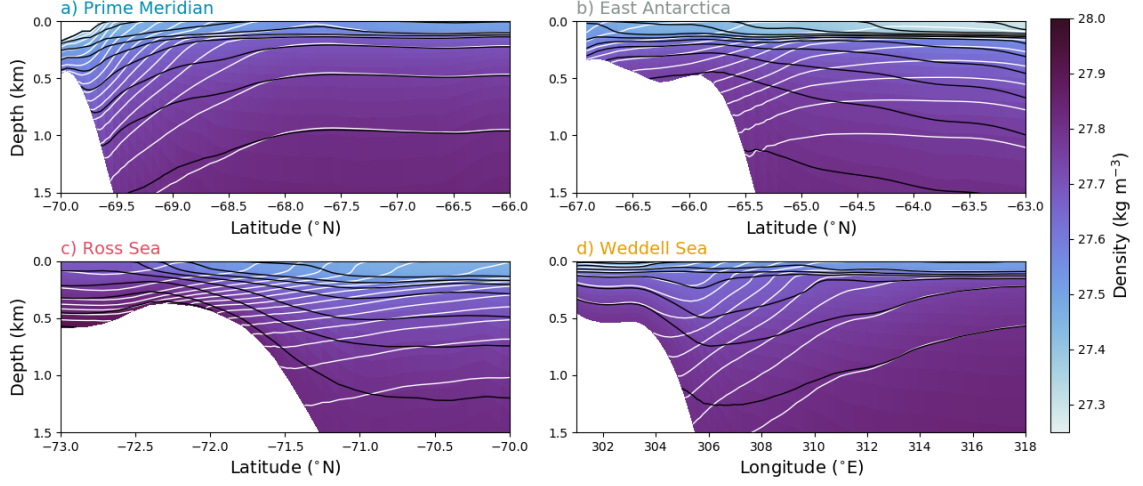 a) Prime Meridian
0.0
0.5
1.0
1.5
Depth (km)
−70.0 −69.5 −69.0 −68.5 −68.0 −67.5 −67.0 −66.5 −66.0
Latitude (°N)
b) East Antarctica
0.0
0.5
1.0
1.5
−67.0 −66.5 −66.0 −65.5 −65.0 −64.5 −64.0 −63.5 −63.0
Latitude (°N)
c) Ross Sea
0.0
0.5
1.0
1.5
Depth (km)
−73.0 −72.5 −72.0 −71.5 −71.0 −70.5 −70.0
Latitude (°N)
d) Weddell Sea
0.0
0.5
1.0
1.5
302 304 306 308 310 312 314 316 318
Longitude (°E)
28.0
27.9
27.8
27.7
27.6
27.5
27.4
27.3
Density (kg m⁻³)